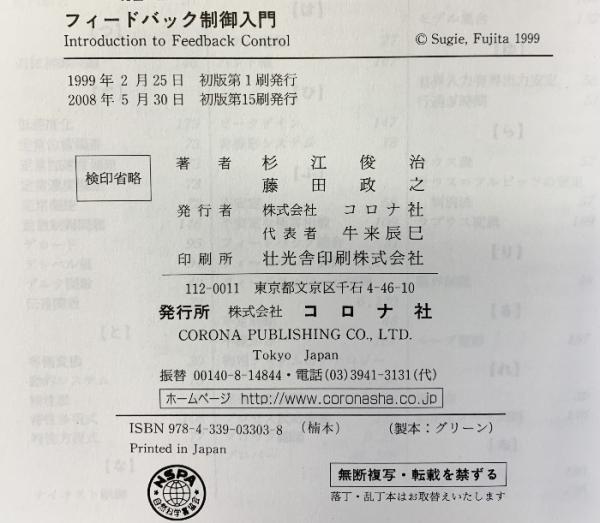 フィードバック制御入門
Introduction to Feedback Control
© Sugie, Fujita 1999
1999年2月25日 初版第1刷発行
2008年5月30日 初版第15刷発行
検印省略
著者 杉江俊治
藤田政之
発行者 株式会社 コロナ社
代表者 牛来辰巳
印刷所 壮光舎印刷株式会社
112-0011 東京都文京区千石4-46-10
発行所 株式会社 コロナ社
CORONA PUBLISHING CO., LTD.
Tokyo Japan
振替 00140-8-14844・電話(03)3941-3131(代)
ホームページ http://www.coronasha.co.jp
ISBN 978-4-339-03303-8 (楠本) (製本：グリーン)
Printed in Japan
NSPA
自然科学書協会
無断複写・転載を禁ずる
落丁・乱丁本はお取替えいたします